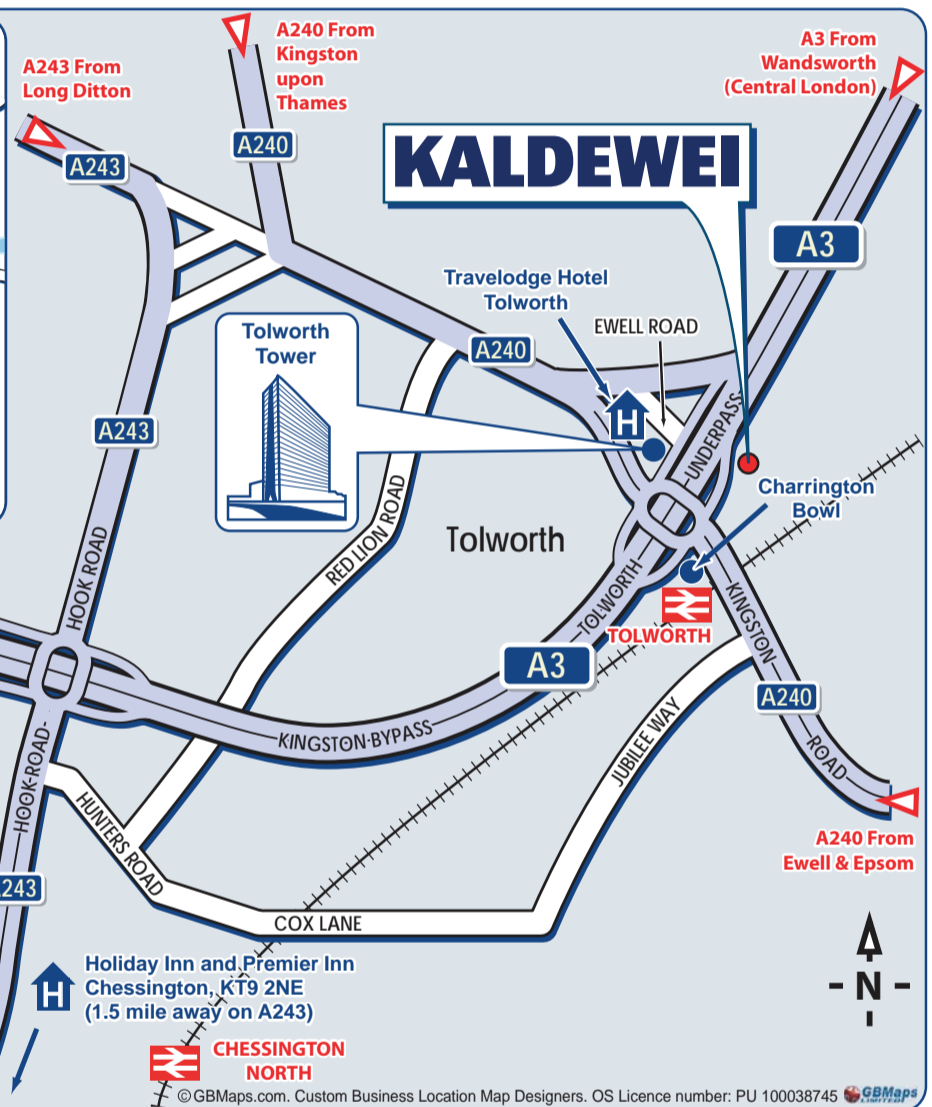 A240 From
Kingston
upon
Thames
A243 From
Long Ditton
A3 From
Wandsworth
(Central London)
A243
A240
KALDEWEI
A3
Travelodge Hotel
Tolworth
EWELL ROAD
Tolworth
Tower
A240
H
A243
UNDERPASS
Charrington
Bowl
RED LION ROAD
Tolworth
HOOK ROAD
TOLWORTH
KINGSTON
TOLWORTH
A3
A240
KINGSTON-BYPASS
JUBILEE WAY
ROAD
HOOK-ROAD-
HUNTERS ROAD
A240 From
Ewell & Epsom
243
COX LANE
Holiday Inn and Premier Inn
Chessington, KT9 2NE
(1.5 mile away on A243)
H
- N -
CHESSINGTON
NORTH
©GBMaps.com. Custom Business Location Map Designers. OS Licence number: PU 100038745
GBMaps
LIMITED